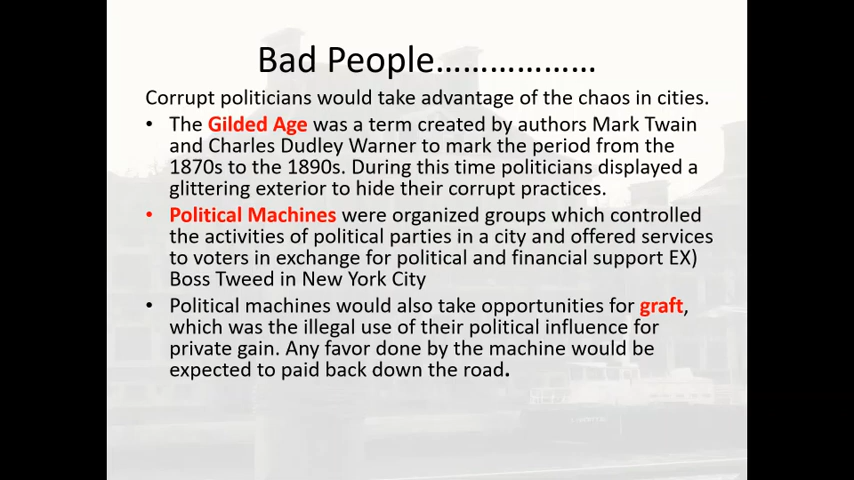 Bad People………………
Corrupt politicians would take advantage of the chaos in cities.
• The Gilded Age was a term created by authors Mark Twain
and Charles Dudley Warner to mark the period from the
1870s to the 1890s. During this time politicians displayed a
glittering exterior to hide their corrupt practices.
• Political Machines were organized groups which controlled
the activities of political parties in a city and offered services
to voters in exchange for political and financial support EX)
Boss Tweed in New York City
• Political machines would also take opportunities for graft,
which was the illegal use of their political influence for
private gain. Any favor done by the machine would be
expected to paid back down the road.